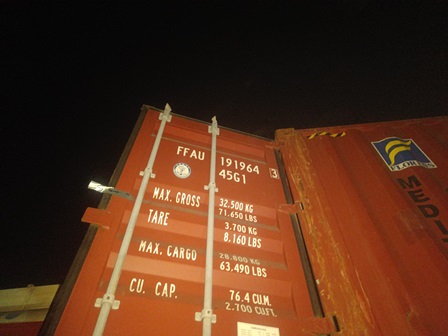 FFAU 191964 3
45G1
MAX. GROSS 32.500 KG
71.650 LBS
TARE 3.700 KG
8.160 LBS
MAX. CARGO 28.800 KG
63.490 LBS
CU. CAP. 76.4 CU.M.
2.700 CU.FT.
MEDI